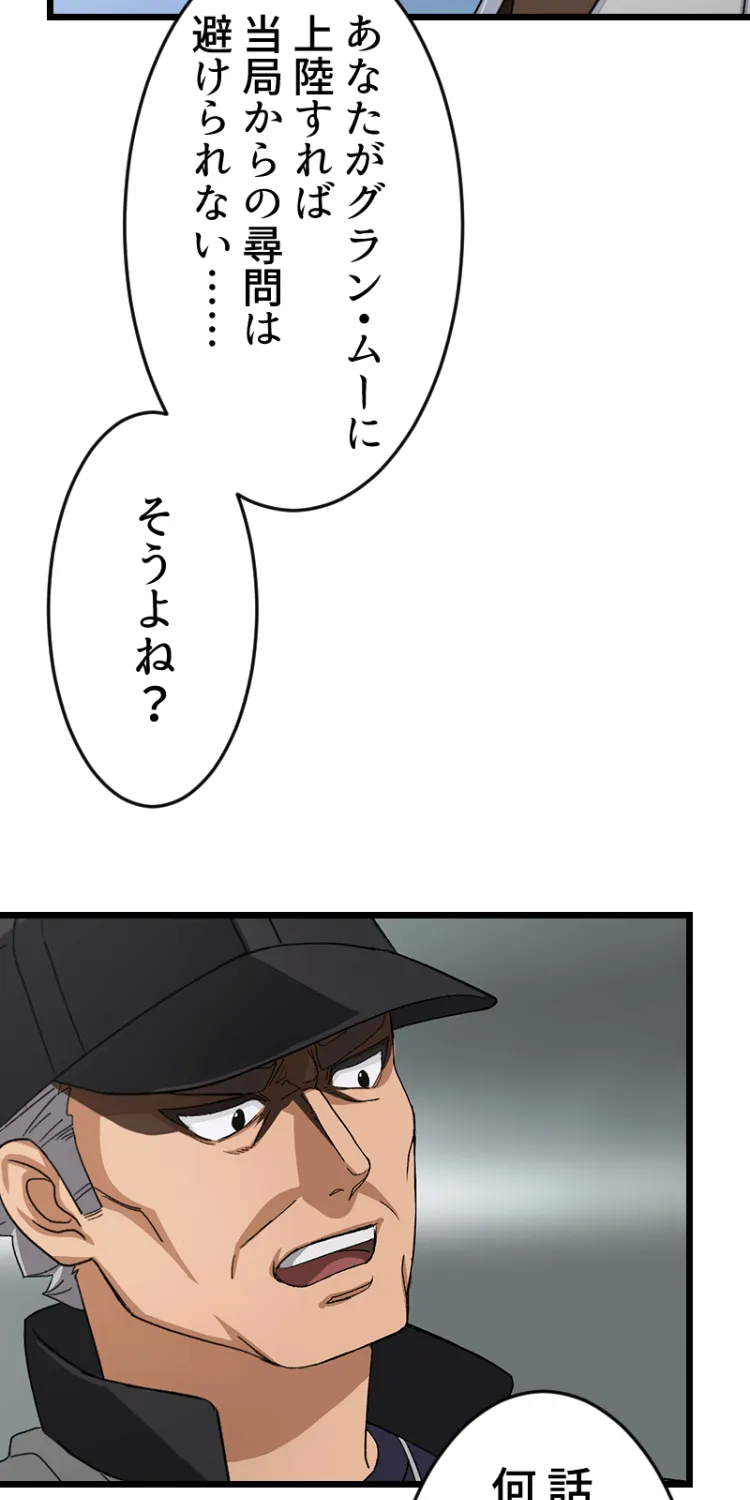 あなたがグラン・ムーに
上陸すれば
当局からの尋問は
避けられない……
そうよね？
話
何